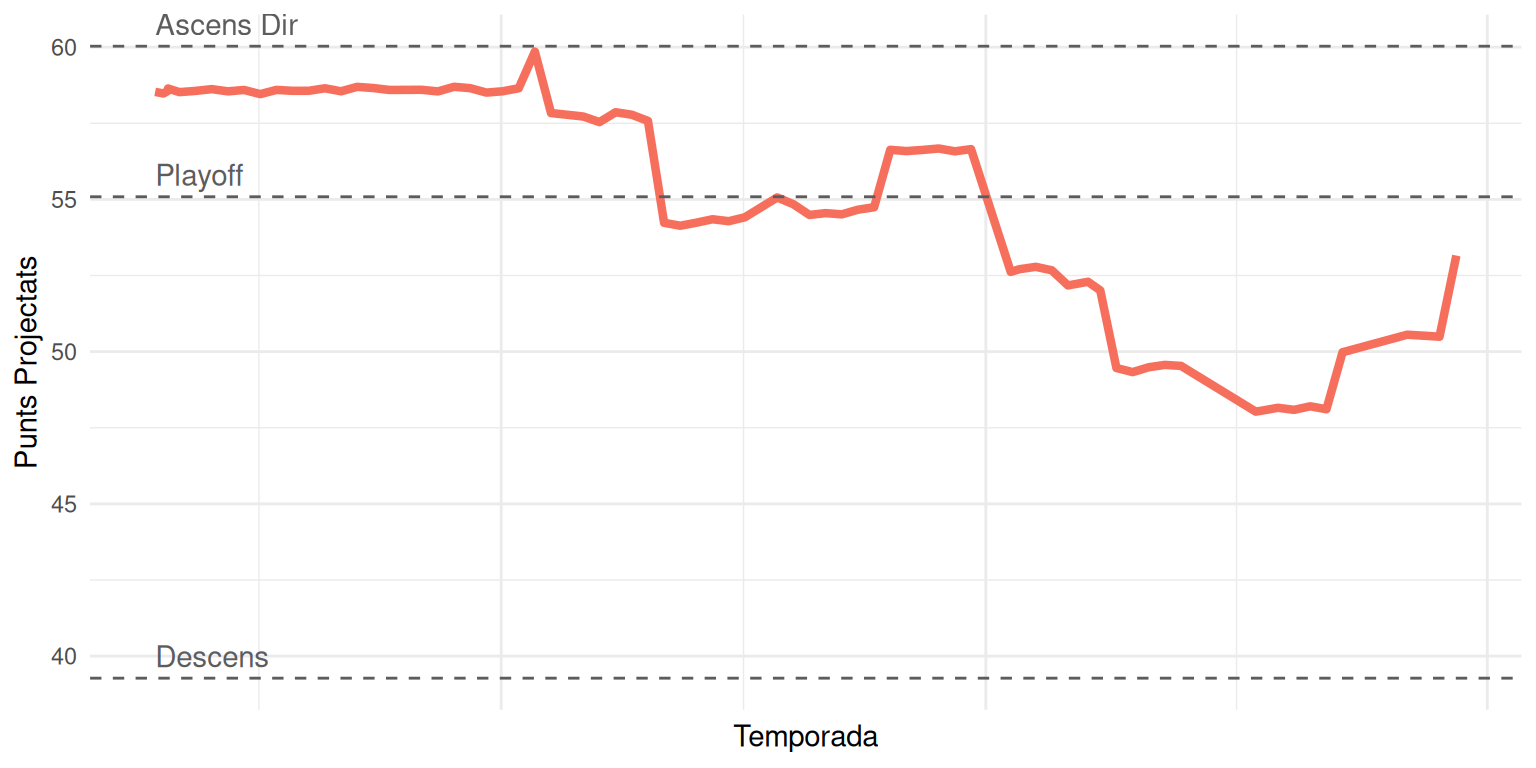 Ascens Dir
60
Playoff
55
50
45
Descens
40
Punts Projectats
Temporada